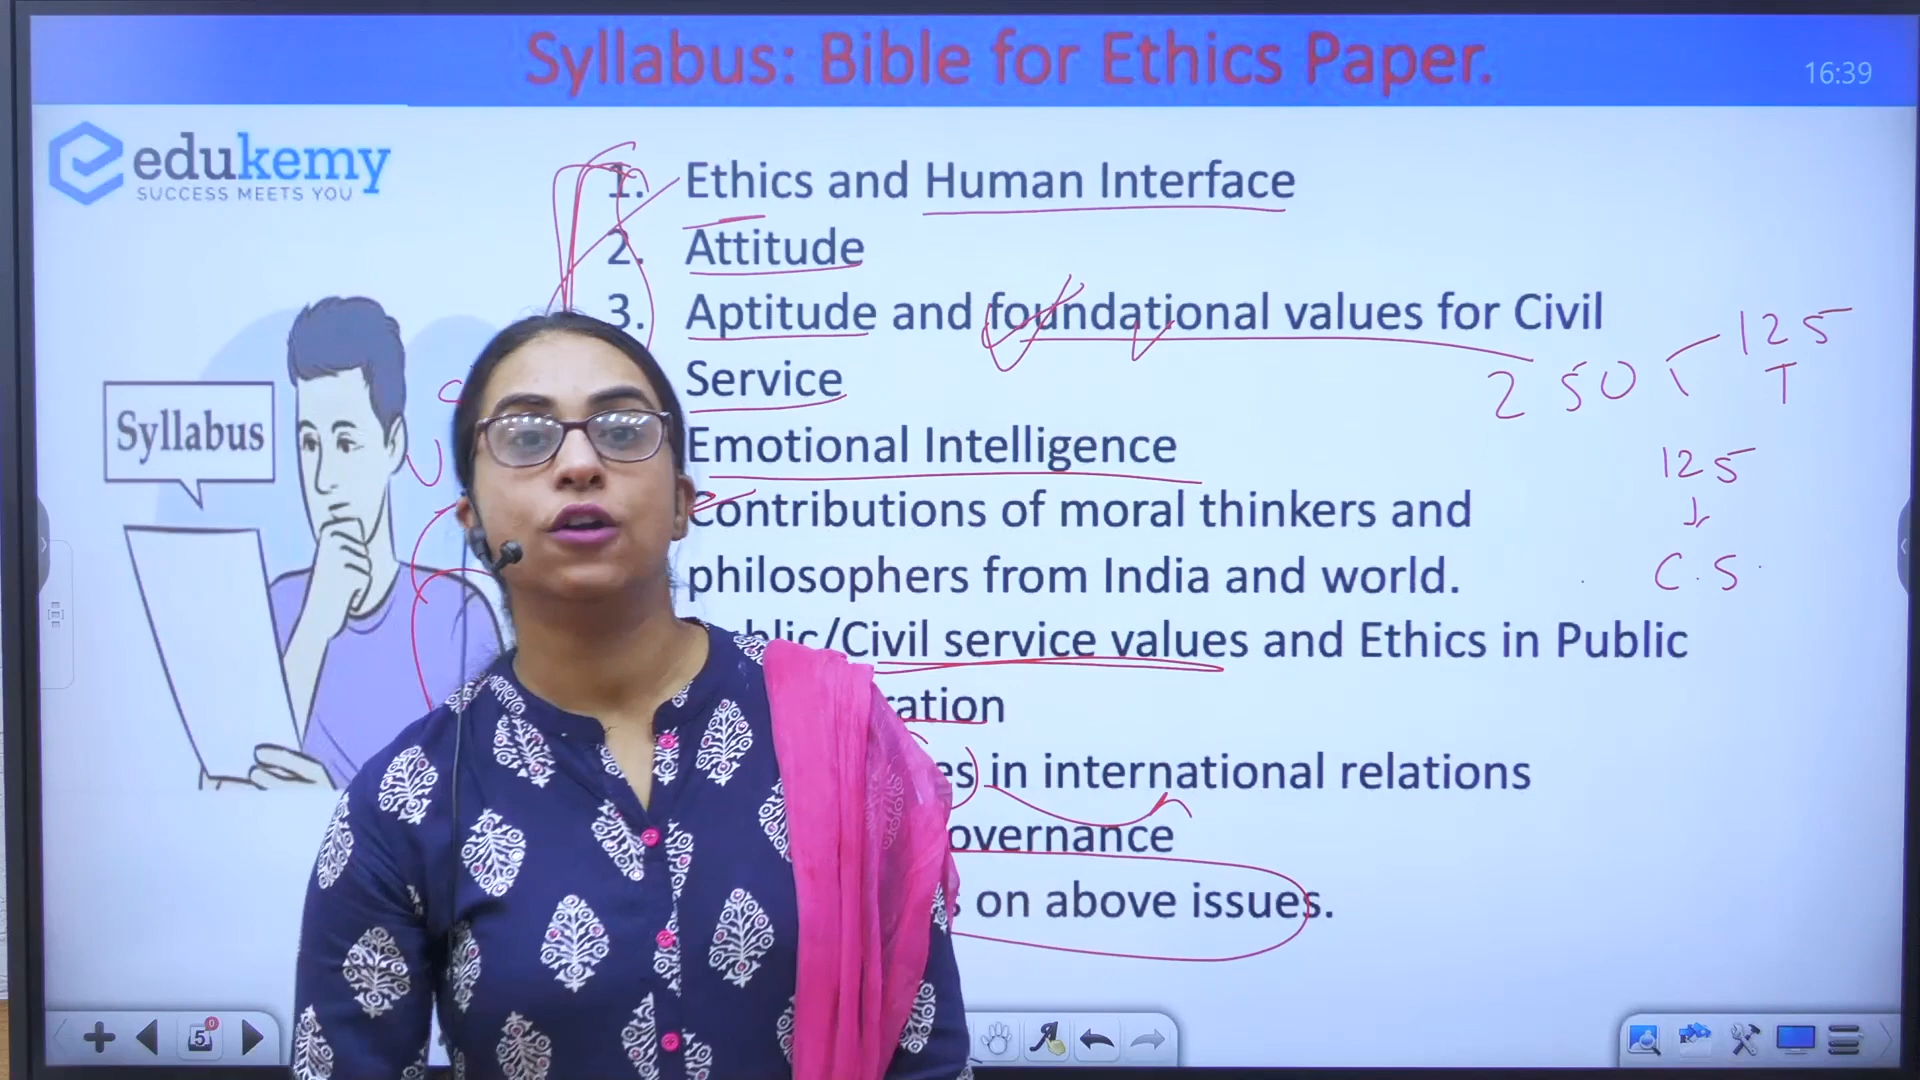 Syllabus: Bible for Ethics Paper.
16:39
edukemy
SUCCESS MEETS YOU
1. Ethics and Human Interface
2. Attitude
3. Aptitude and foundational values for Civil
Service
Emotional Intelligence
Contributions of moral thinkers and
philosophers from India and world.
/Civil service values and Ethics in Public
in international relations
on above issues.
Syllabus
250
125
T
125
C.S
5
0